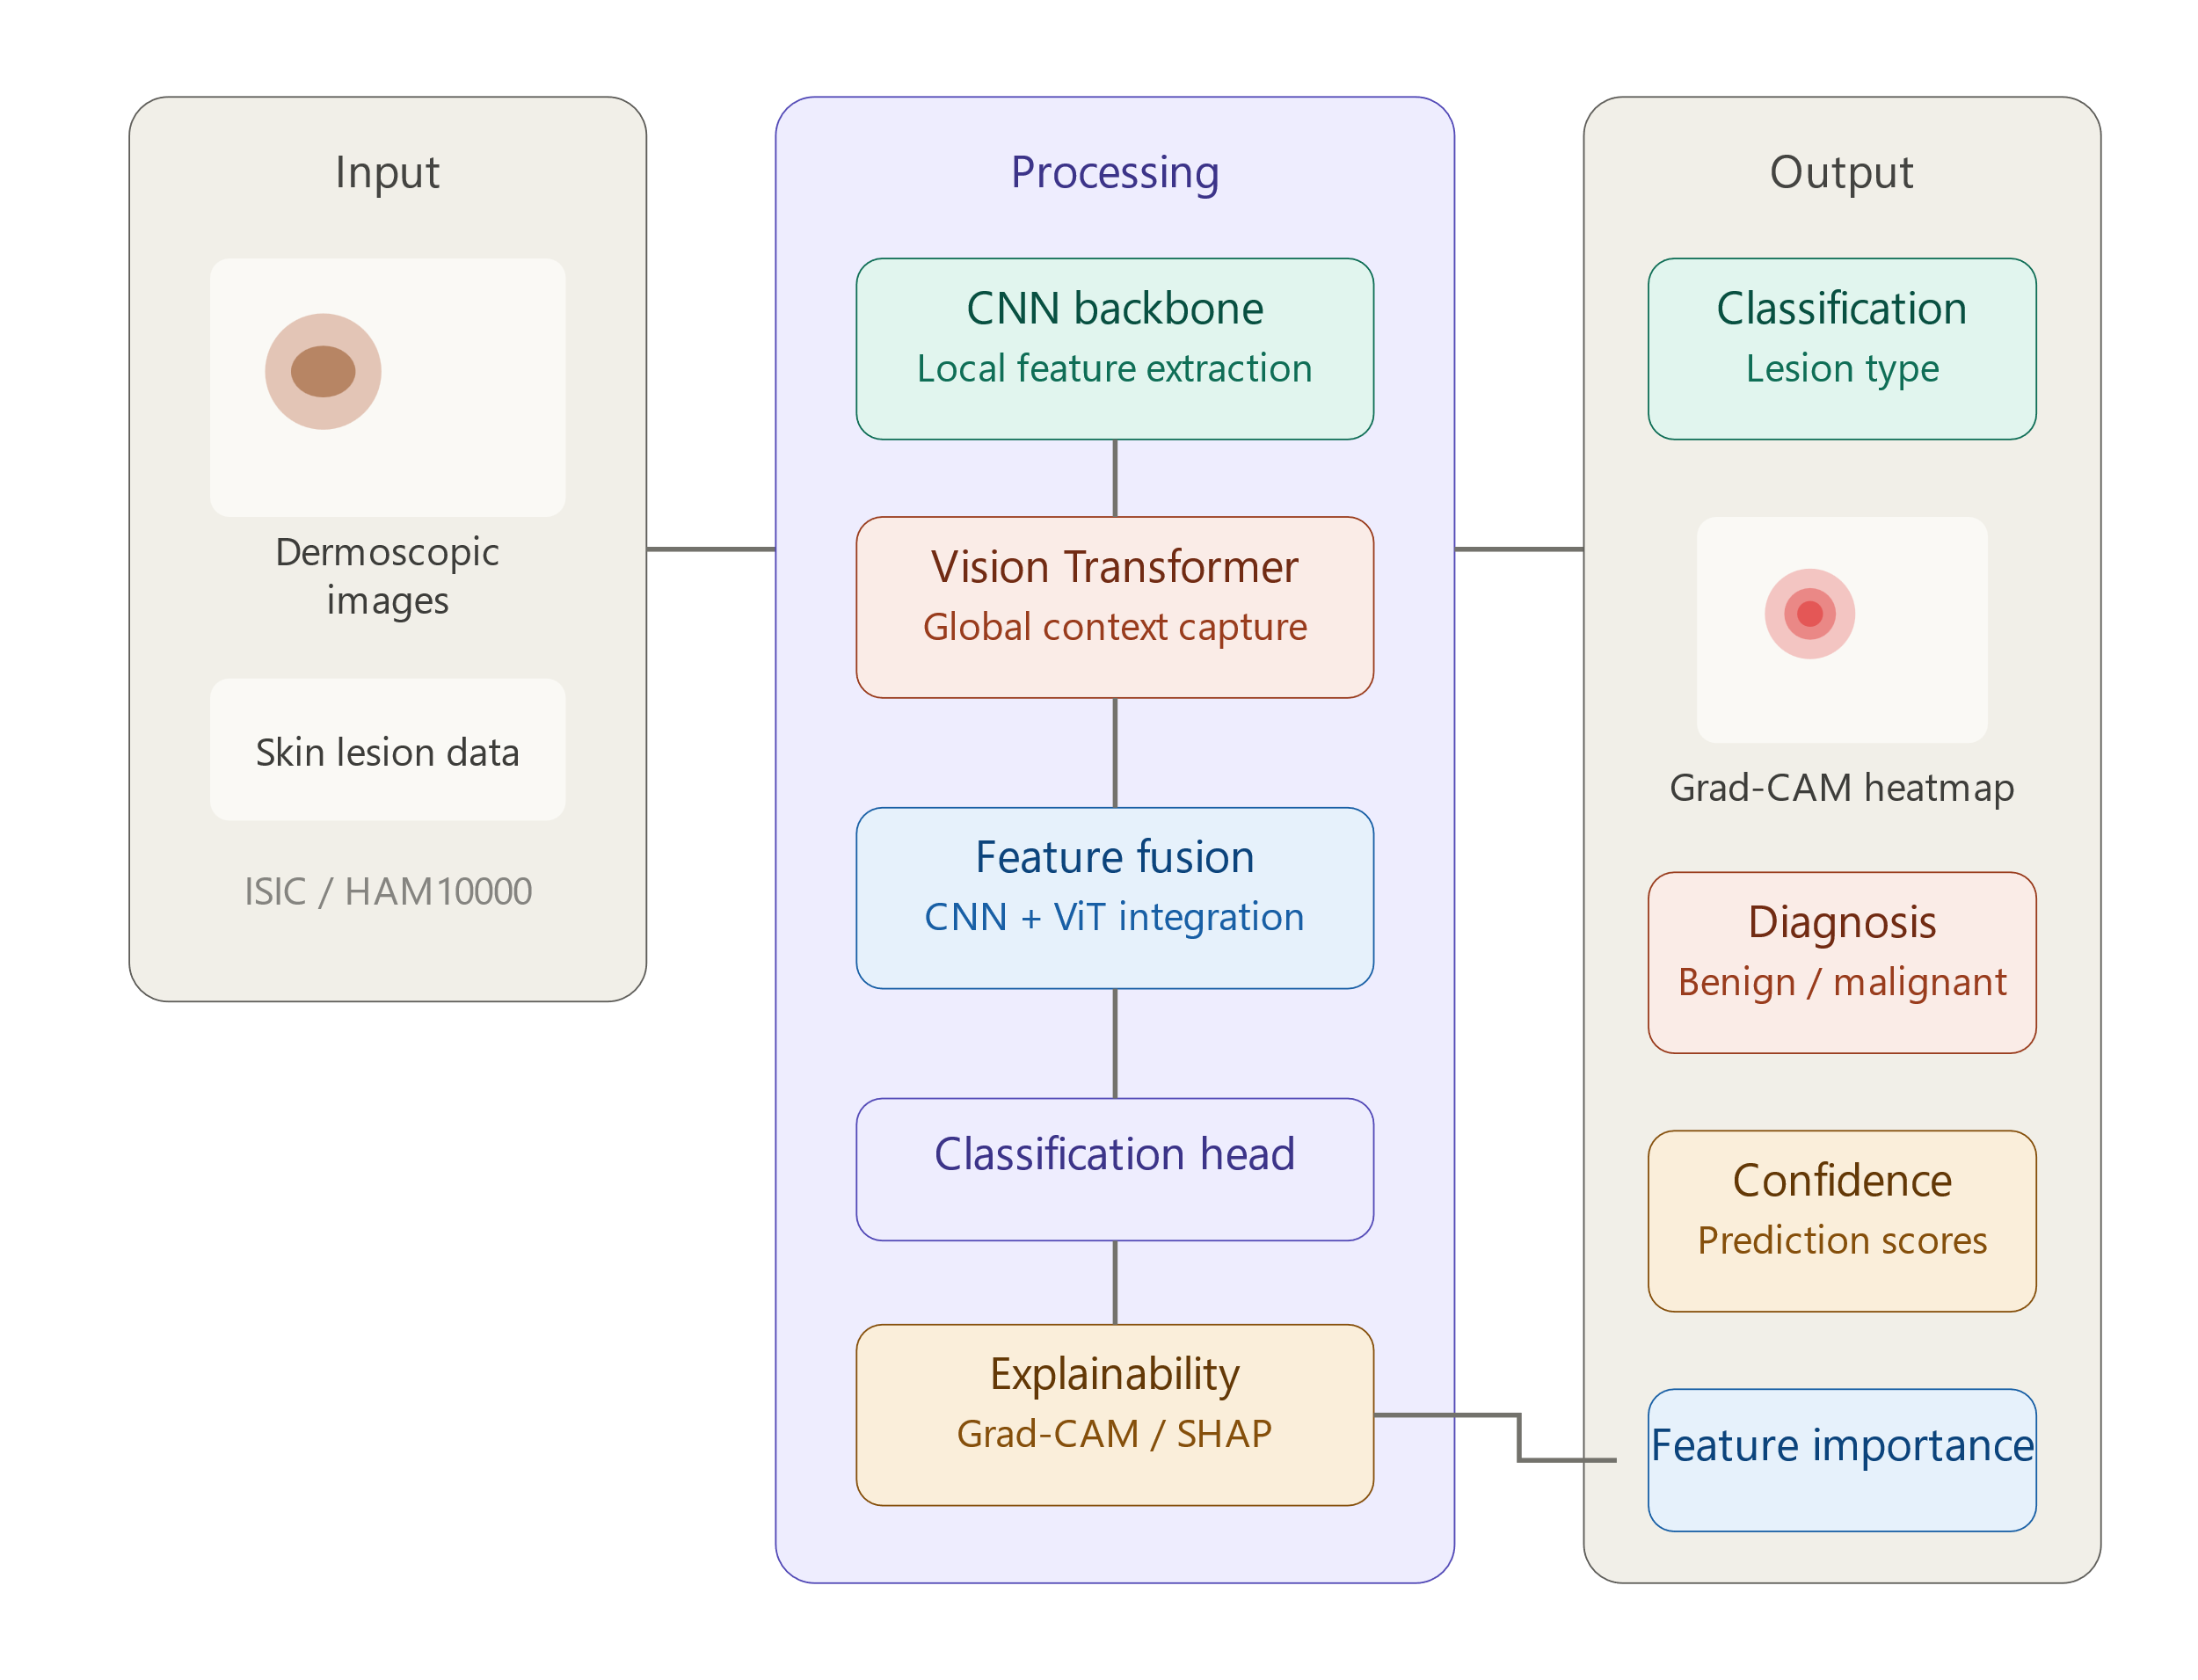 Input
Dermoscopic
images
Skin lesion data
ISIC / HAM10000
Processing
CNN backbone
Local feature extraction
Vision Transformer
Global context capture
Feature fusion
CNN + ViT integration
Classification head
Explainability
Grad-CAM / SHAP
Output
Classification
Lesion type
Grad-CAM heatmap
Diagnosis
Benign / malignant
Confidence
Prediction scores
Feature importance